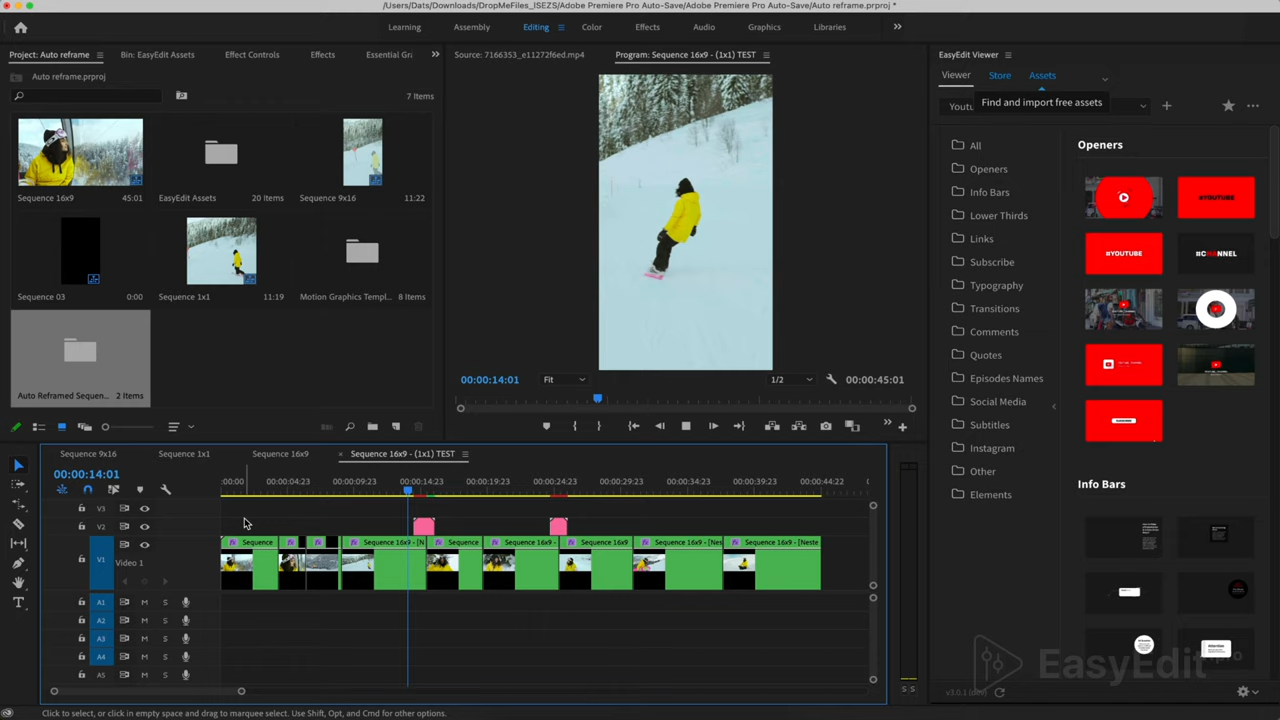 /Users/Dats/Downloads/DropMeFiles_ISEZS/Adobe Premiere Pro Auto-Save/Adobe Premiere Pro Auto-Save/Auto reframe.prproj *
Learning Assembly Editing Color Effects Audio Graphics Libraries
Project: Auto reframe Bin: EasyEdit Assets Effect Controls Effects Essential Gr
Auto reframe.prproj
7 Items
Sequence 16x9 45:01 EasyEdit Assets 20 Items Sequence 9x16 11:22
Sequence 03 0:00 Sequence 1x1 11:19 Motion Graphics Templ... 8 Items
Auto Reframed Sequen... 2 Items
Source: 7166353_e11272f6ed.mp4 Program: Sequence 16x9 - (1x1) TEST
00:00:14:01 Fit 1/2 00:00:45:01
EasyEdit Viewer
Viewer Store Assets
Youtu
Find and import free assets
All
Openers
Info Bars
Lower Thirds
Links
Subscribe
Typography
Transitions
Comments
Quotes
Episodes Names
Social Media
Subtitles
Instagram
Other
Elements
Openers
#YOUTUBE
#YOUTUBE
#CHANNEL
Info Bars
EasyEdit pro
v3.0.1 (dev)
Sequence 9x16 Sequence 1x1 Sequence 16x9 × Sequence 16x9 - (1x1) TEST
00:00:14:01
:00:00 00:00:04:23 00:00:09:23 00:00:14:23 00:00:19:23 00:00:24:23 00:00:29:23 00:00:34:23 00:00:39:23 00:00:44:22
V3
V2
Sequence Sequence 16x9 - [N Sequence Sequence 16x9 - Sequence 16x9 Sequence 16x9 - [Nes Sequence 16x9 - [Neste
V1 Video 1
A1 M S
A2 M S
A3 M S
A4 M S
A5 M S
S S
Click to select, or click in empty space and drag to marquee select. Use Shift, Opt, and Cmd for other options.